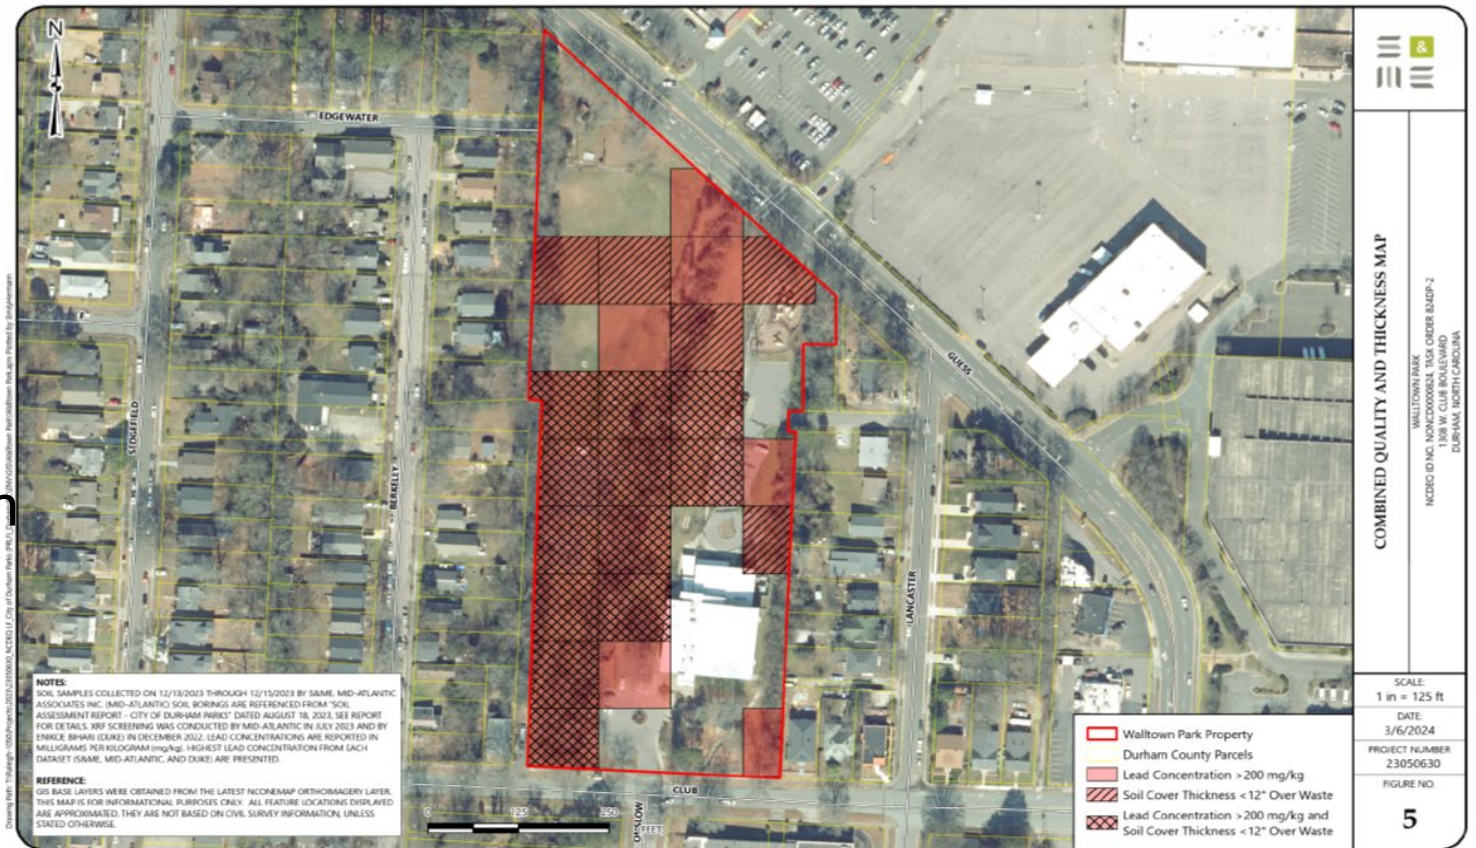 N
EDGEWATER
SEDGEFIELD
BERKELEY
GUESS
LANCASTER
CLUB
ONSLOW
0 125 250
FEET
NOTES:
SOIL SAMPLES COLLECTED ON 12/13/2023 THROUGH 12/15/2023 BY S&ME. MID-ATLANTIC
ASSOCIATES INC. (MID-ATLANTIC) SOIL BORINGS ARE REFERENCED FROM "SOIL
ASSESSMENT REPORT - CITY OF DURHAM PARKS" DATED AUGUST 18, 2023, SEE REPORT
FOR DETAILS. XRF SCREENING WAS CONDUCTED BY MID-ATLANTIC IN JULY 2023 AND BY
ENIKOE BIHARI (DUKE) IN DECEMBER 2022. LEAD CONCENTRATIONS ARE REPORTED IN
MILLIGRAMS PER KILOGRAM (mg/kg). HIGHEST LEAD CONCENTRATION FROM EACH
DATASET (S&ME, MID-ATLANTIC, AND DUKE) ARE PRESENTED.
REFERENCE:
GIS BASE LAYERS WERE OBTAINED FROM THE LATEST NCONEMAP ORTHOIMAGERY LAYER.
THIS MAP IS FOR INFORMATIONAL PURPOSES ONLY. ALL FEATURE LOCATIONS DISPLAYED
ARE APPROXIMATED. THEY ARE NOT BASED ON CIVIL SURVEY INFORMATION, UNLESS
STATED OTHERWISE.
Walltown Park Property
Durham County Parcels
Lead Concentration >200 mg/kg
Soil Cover Thickness <12" Over Waste
Lead Concentration >200 mg/kg and
Soil Cover Thickness <12" Over Waste
S&ME
COMBINED QUALITY AND THICKNESS MAP
WALLTOWN PARK
NCDEQ ID NO. NONCD0000824, TASK ORDER 824DP-2
1308 W. CLUB BOULEVARD
DURHAM, NORTH CAROLINA
SCALE:
1 in = 125 ft
DATE:
3/6/2024
PROJECT NUMBER
23050630
FIGURE NO.
5